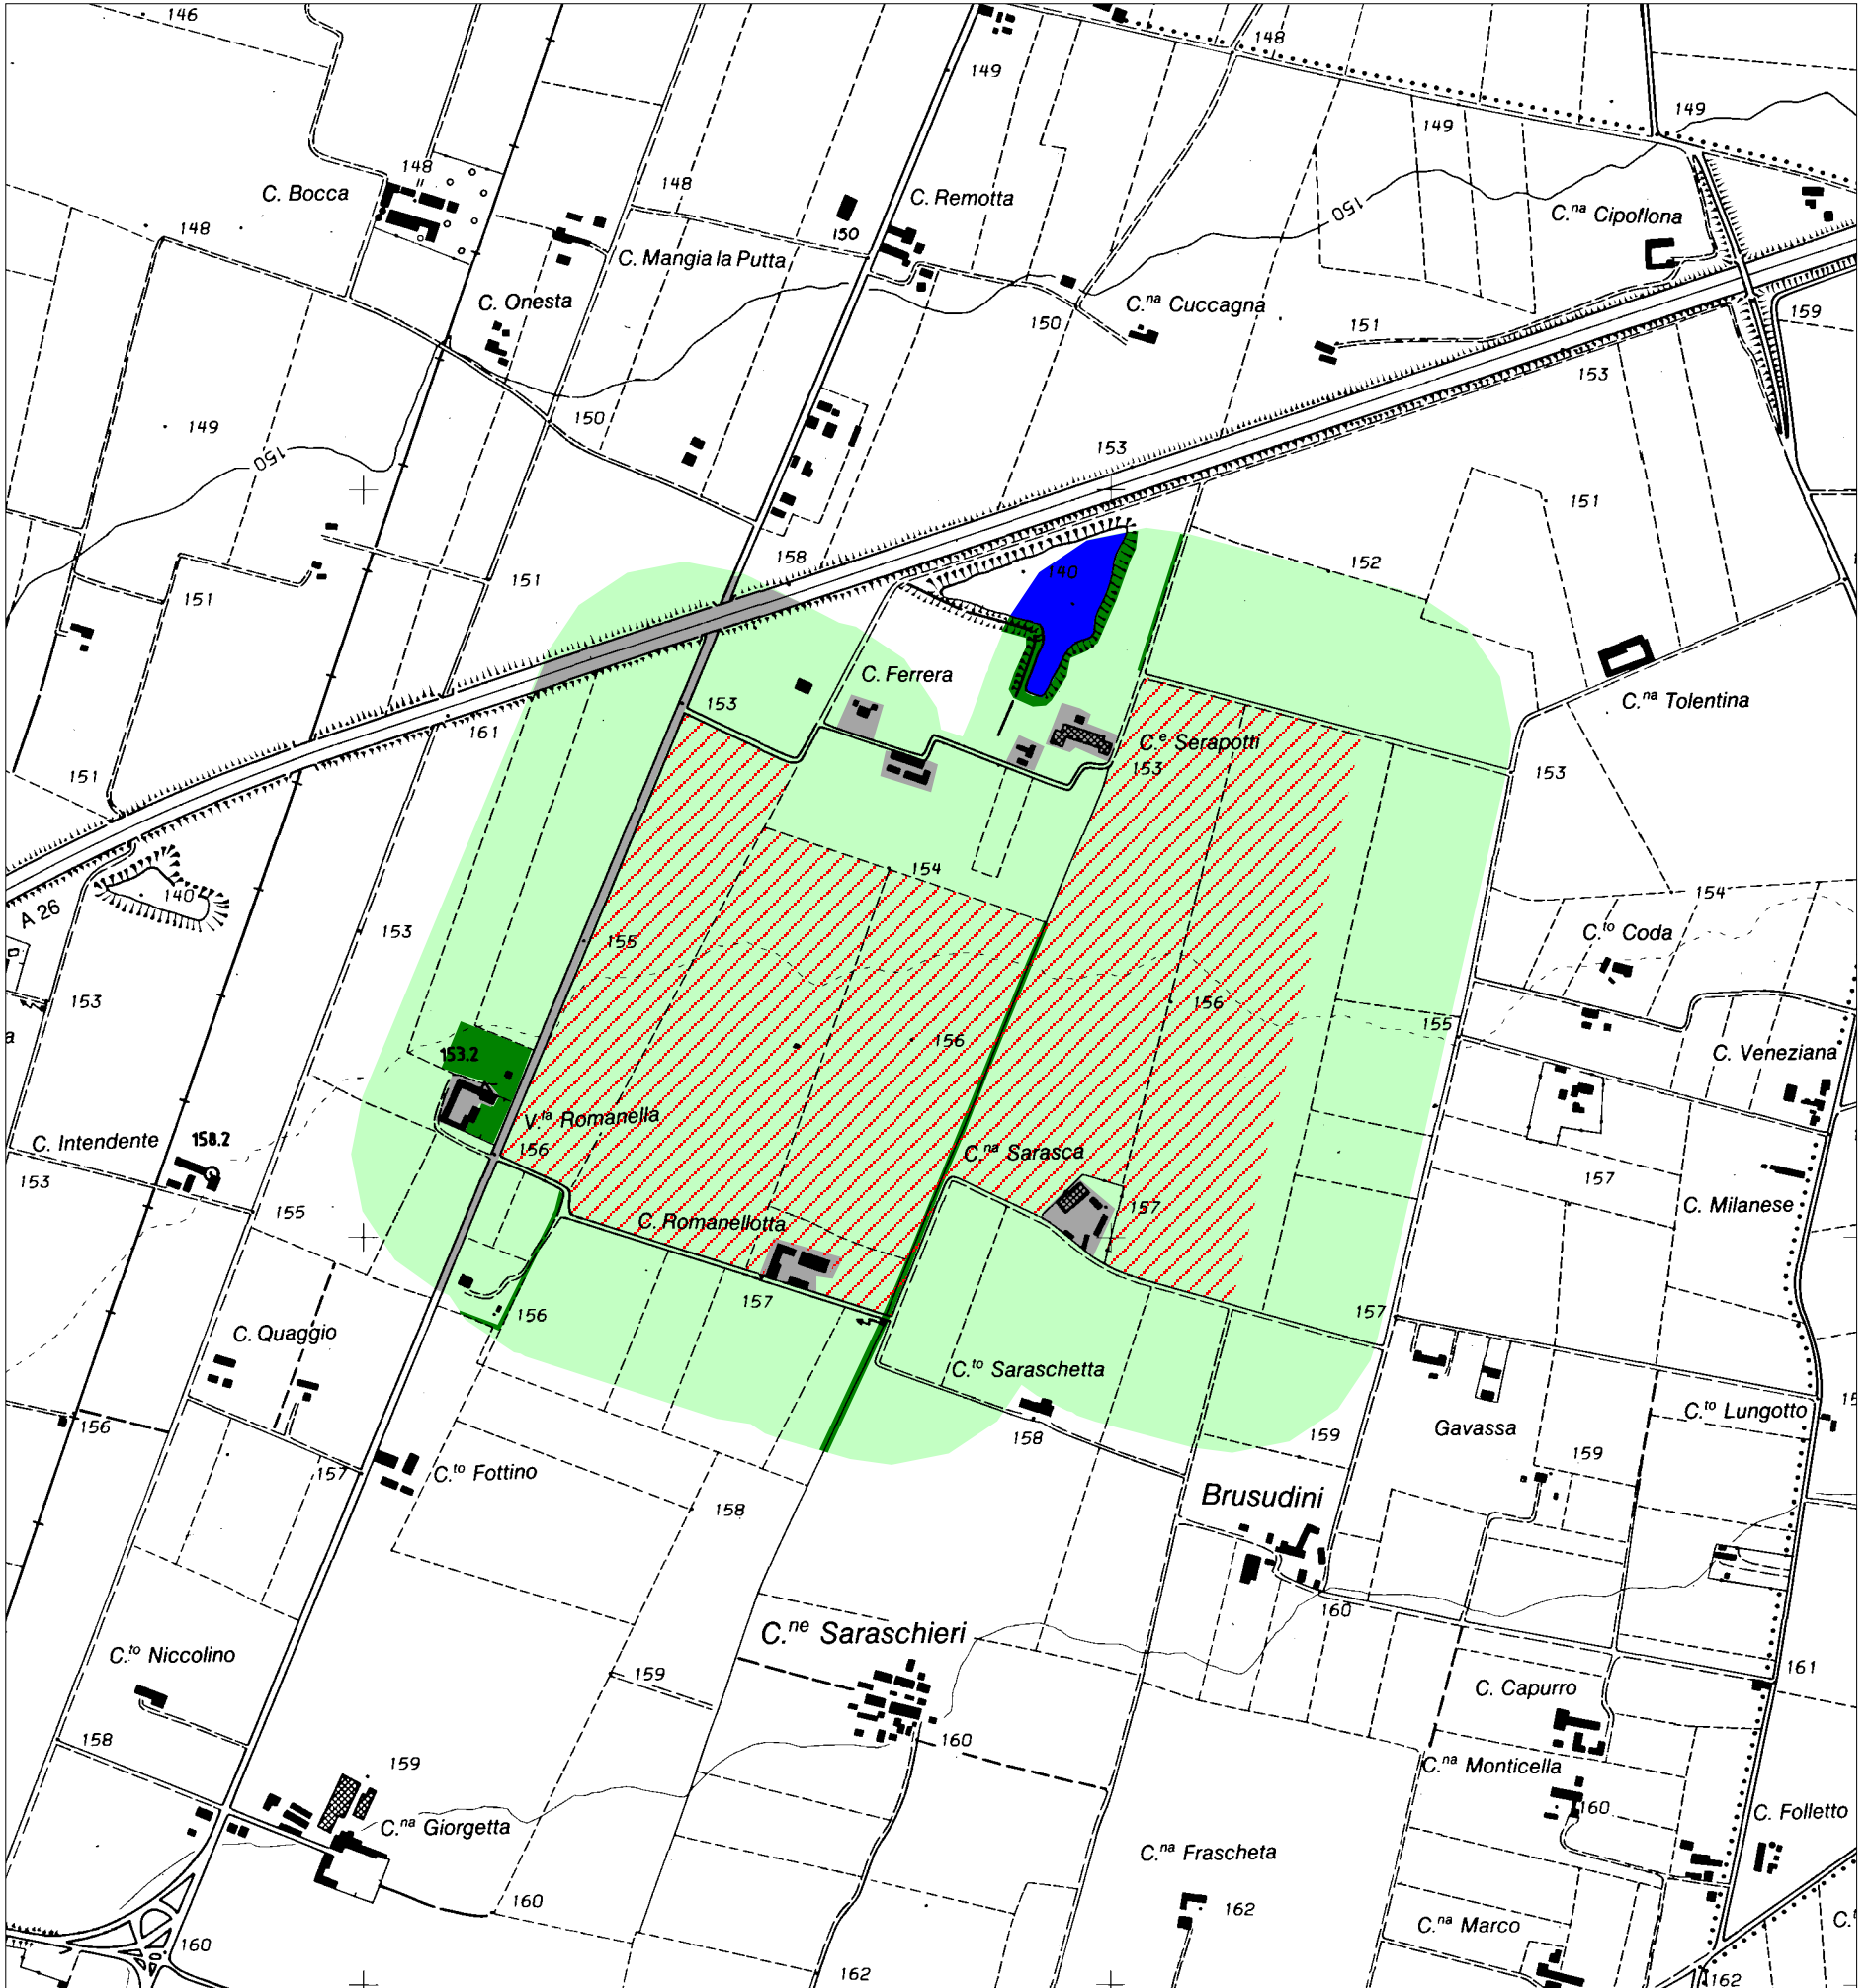 146
148
149
149
149
148
C. Bocca
148
C. Remotta
150
C.na Cipollona
148
150
C. Mangia la Putta
C. Onesta
C.na Cuccagna
159
150
151
153
149
150
150
153
151
158
151
140
152
151
C. Ferrera
C.na Tolentina
153
161
C.e Serapotti
151
153
153
154
140
154
A 26
153
155
C.to Coda
153
156
155
156
153.2
C. Veneziana
V.la Romanella
C. Intendente
158.2
156
C.na Sarasca
153
157
C. Milanese
155
C. Romanellotta
157
157
156
157
C. Quaggio
C.to Saraschetta
156
C.to Lungotto
Gavassa
158
159
159
157
C.to Fottino
Brusudini
158
160
C.ne Saraschieri
C.to Niccolino
159
161
C. Capurro
158
160
159
C.na Monticella
160
C. Folletto
C.na Giorgetta
C.na Frascheta
160
162
C.na Marco
160
162
162